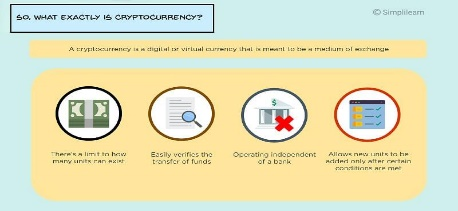 SO, WHAT EXACTLY IS CRYPTOCURRENCY?
© Simplilearn
A cryptocurrency is a digital or virtual currency that is meant to be a medium of exchange
There's a limit to how
many units can exist
Easily verifies the
transfer of funds
Operating independent
of a bank
Allows new units to be
added only after certain
conditions are met